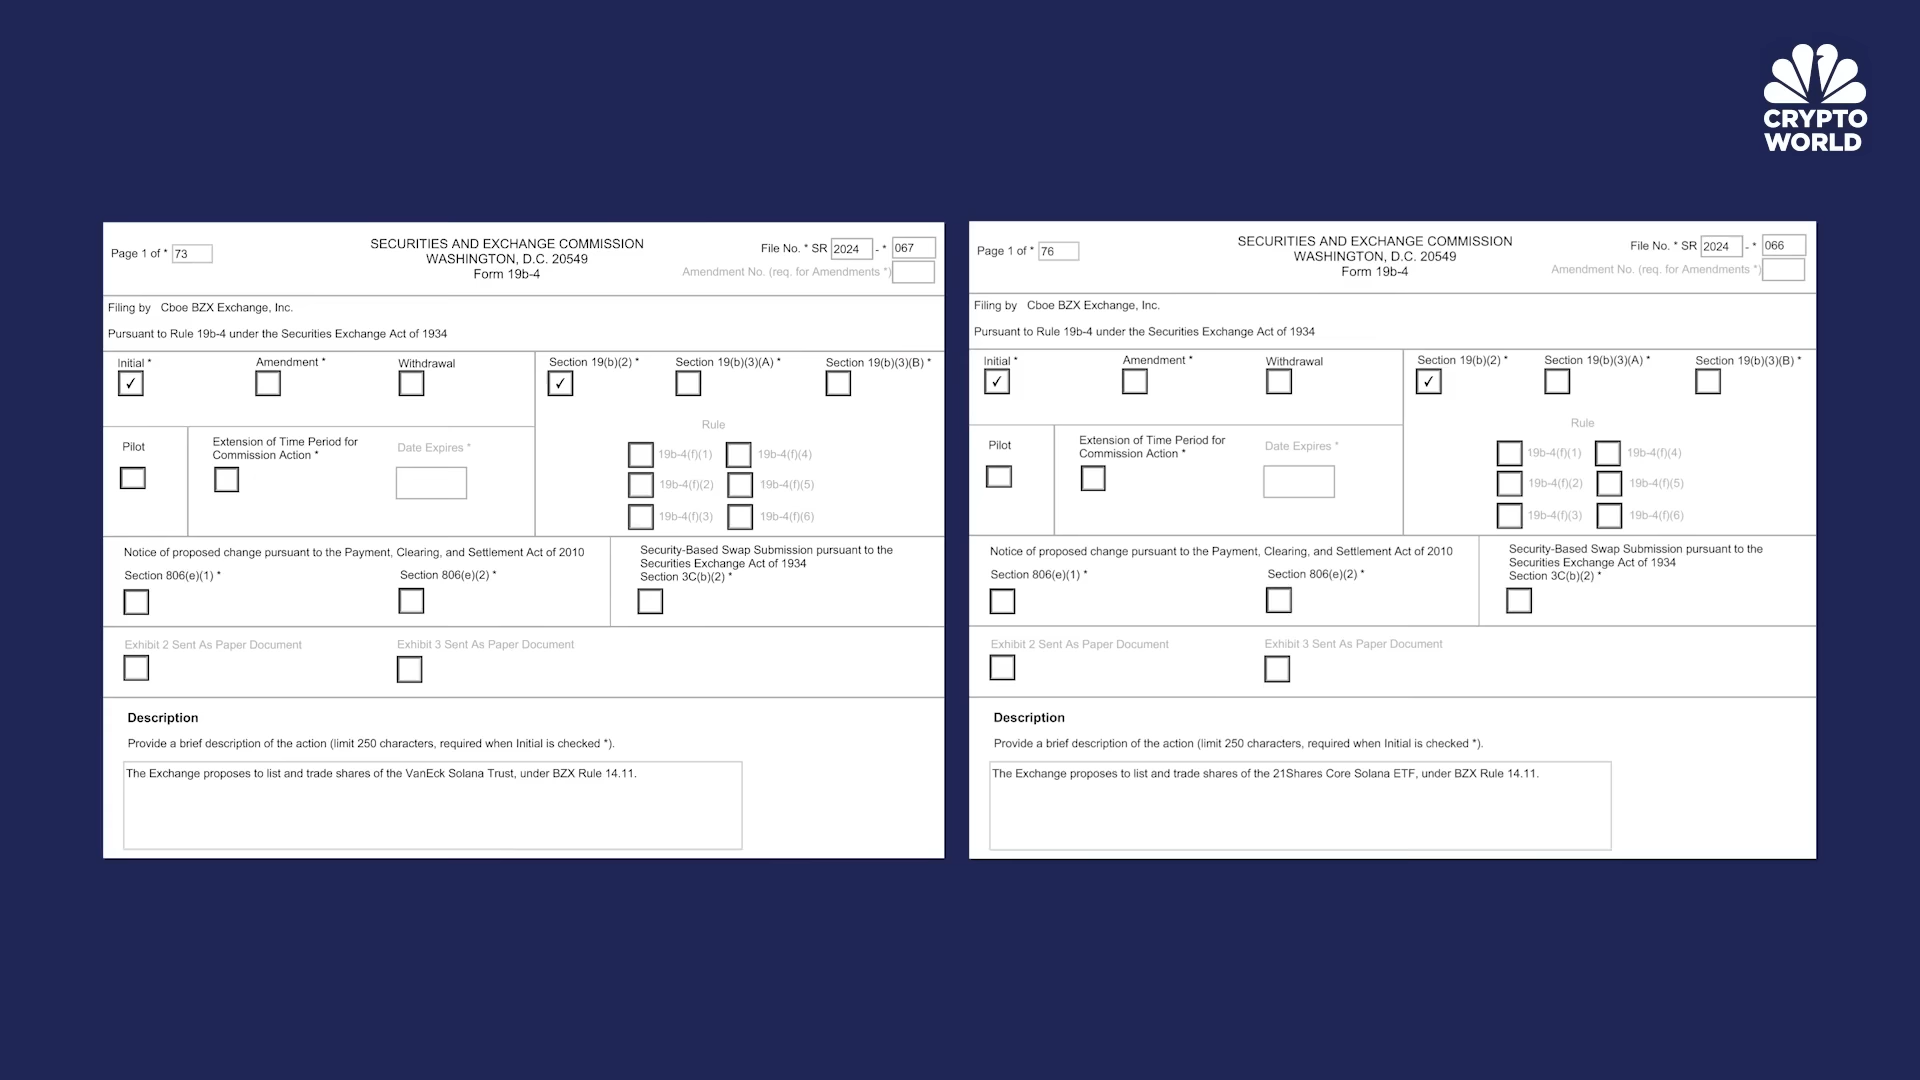 CRYPTO
WORLD
Page 1 of * 73
SECURITIES AND EXCHANGE COMMISSION
WASHINGTON, D.C. 20549
Form 19b-4
File No. * SR 2024 - * 067
Amendment No. (req. for Amendments *)
Filing by Cboe BZX Exchange, Inc.
Pursuant to Rule 19b-4 under the Securities Exchange Act of 1934
Initial * Amendment * Withdrawal Section 19(b)(2) * Section 19(b)(3)(A) * Section 19(b)(3)(B) *
✓ ✓
Rule
Pilot
Extension of Time Period for
Commission Action *
Date Expires *
19b-4(f)(1) 19b-4(f)(4)
19b-4(f)(2) 19b-4(f)(5)
19b-4(f)(3) 19b-4(f)(6)
Notice of proposed change pursuant to the Payment, Clearing, and Settlement Act of 2010
Section 806(e)(1) * Section 806(e)(2) *
Security-Based Swap Submission pursuant to the
Securities Exchange Act of 1934
Section 3C(b)(2) *
Exhibit 2 Sent As Paper Document Exhibit 3 Sent As Paper Document
Description
Provide a brief description of the action (limit 250 characters, required when Initial is checked *).
The Exchange proposes to list and trade shares of the VanEck Solana Trust, under BZX Rule 14.11.
Page 1 of * 76
SECURITIES AND EXCHANGE COMMISSION
WASHINGTON, D.C. 20549
Form 19b-4
File No. * SR 2024 - * 066
Amendment No. (req. for Amendments *)
Filing by Cboe BZX Exchange, Inc.
Pursuant to Rule 19b-4 under the Securities Exchange Act of 1934
Initial * Amendment * Withdrawal Section 19(b)(2) * Section 19(b)(3)(A) * Section 19(b)(3)(B) *
✓ ✓
Rule
Pilot
Extension of Time Period for
Commission Action *
Date Expires *
19b-4(f)(1) 19b-4(f)(4)
19b-4(f)(2) 19b-4(f)(5)
19b-4(f)(3) 19b-4(f)(6)
Notice of proposed change pursuant to the Payment, Clearing, and Settlement Act of 2010
Section 806(e)(1) * Section 806(e)(2) *
Security-Based Swap Submission pursuant to the
Securities Exchange Act of 1934
Section 3C(b)(2) *
Exhibit 2 Sent As Paper Document Exhibit 3 Sent As Paper Document
Description
Provide a brief description of the action (limit 250 characters, required when Initial is checked *).
The Exchange proposes to list and trade shares of the 21Shares Core Solana ETF, under BZX Rule 14.11.